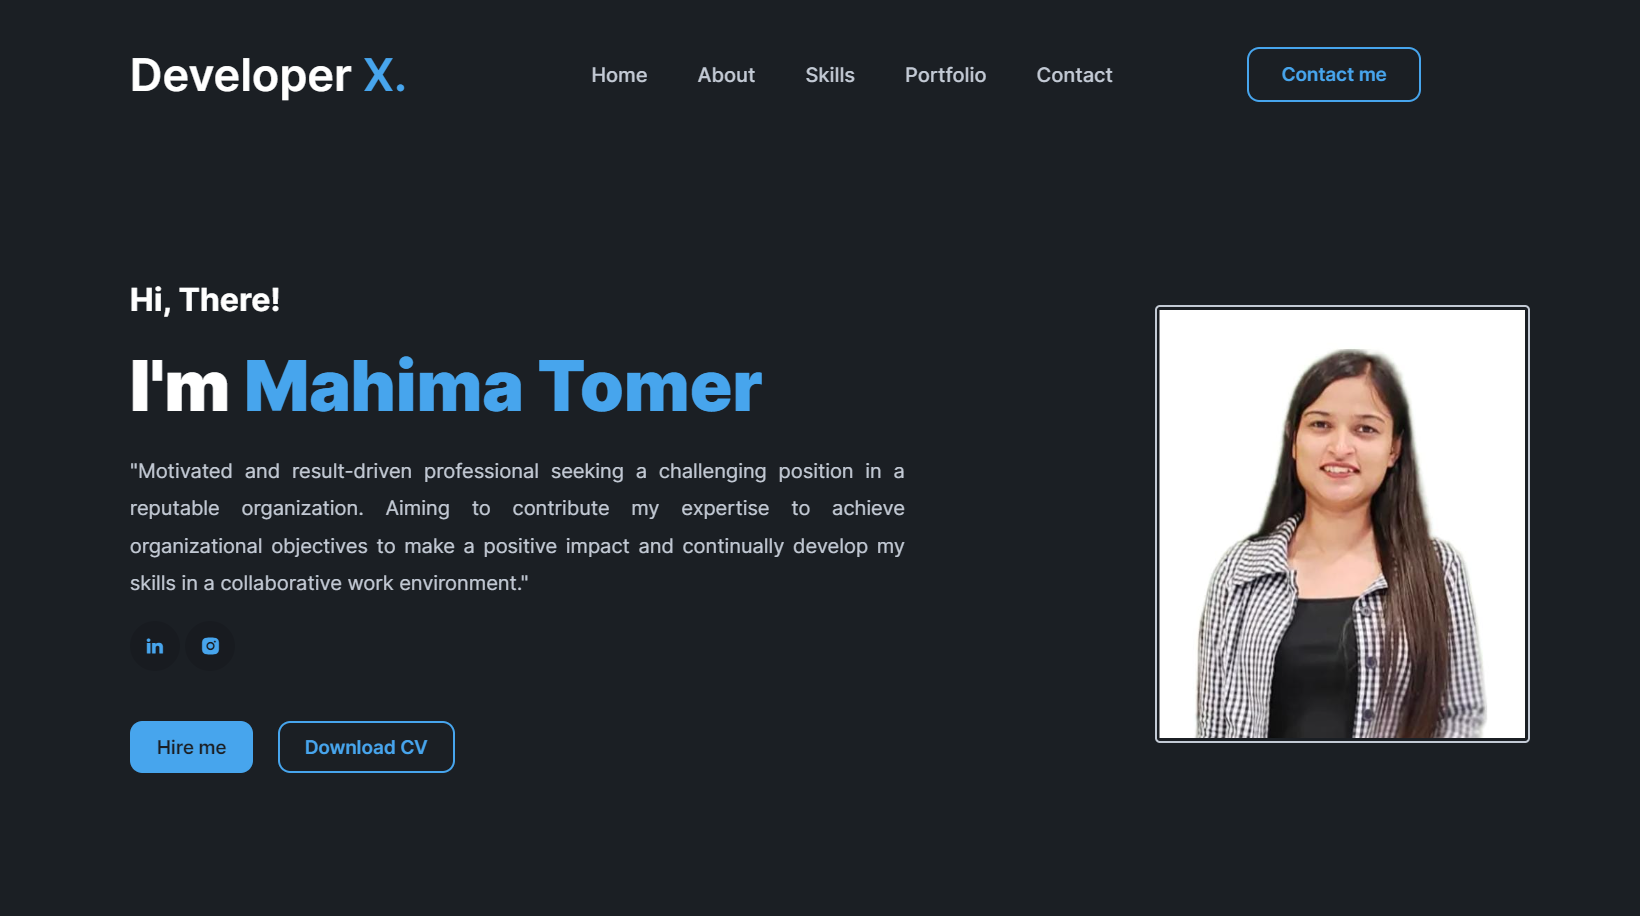 Developer X.
Home About Skills Portfolio Contact
Contact me
Hi, There!
I'm Mahima Tomer
"Motivated and result-driven professional seeking a challenging position in a
reputable organization. Aiming to contribute my expertise to achieve
organizational objectives to make a positive impact and continually develop my
skills in a collaborative work environment."
in
Hire me
Download CV